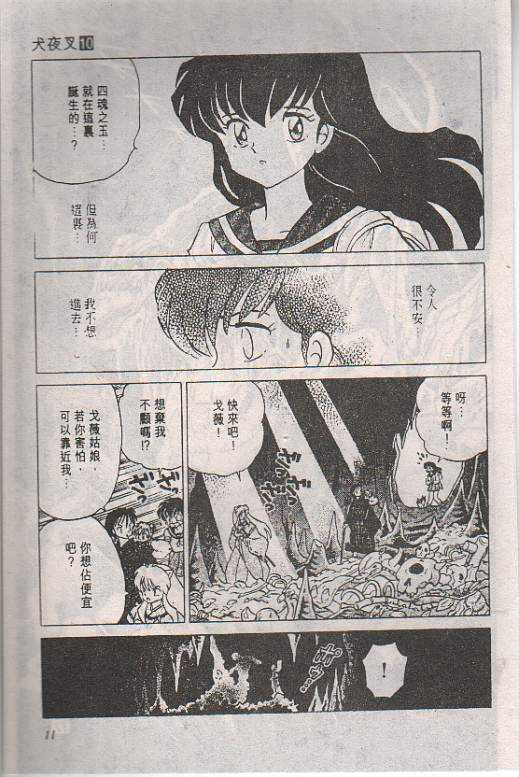 犬夜叉10
四魂之玉…
就在這裏
誕生的…?
但為何
這裏…
令人
很不安…
我不想
進去…
呀…
等等啊!
快來吧!
戈薇!
想棄我
不顧嗎!?
戈薇姑娘,
若你害怕,
可以靠近我…
你想佔便宜
吧?
!
11